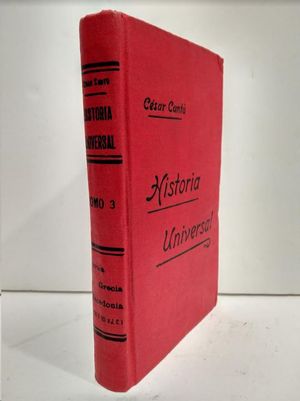 César Cantú
HISTORIA
UNIVERSAL
TOMO 3
Grecia
Macedonia
César Cantú
Historia
Universal